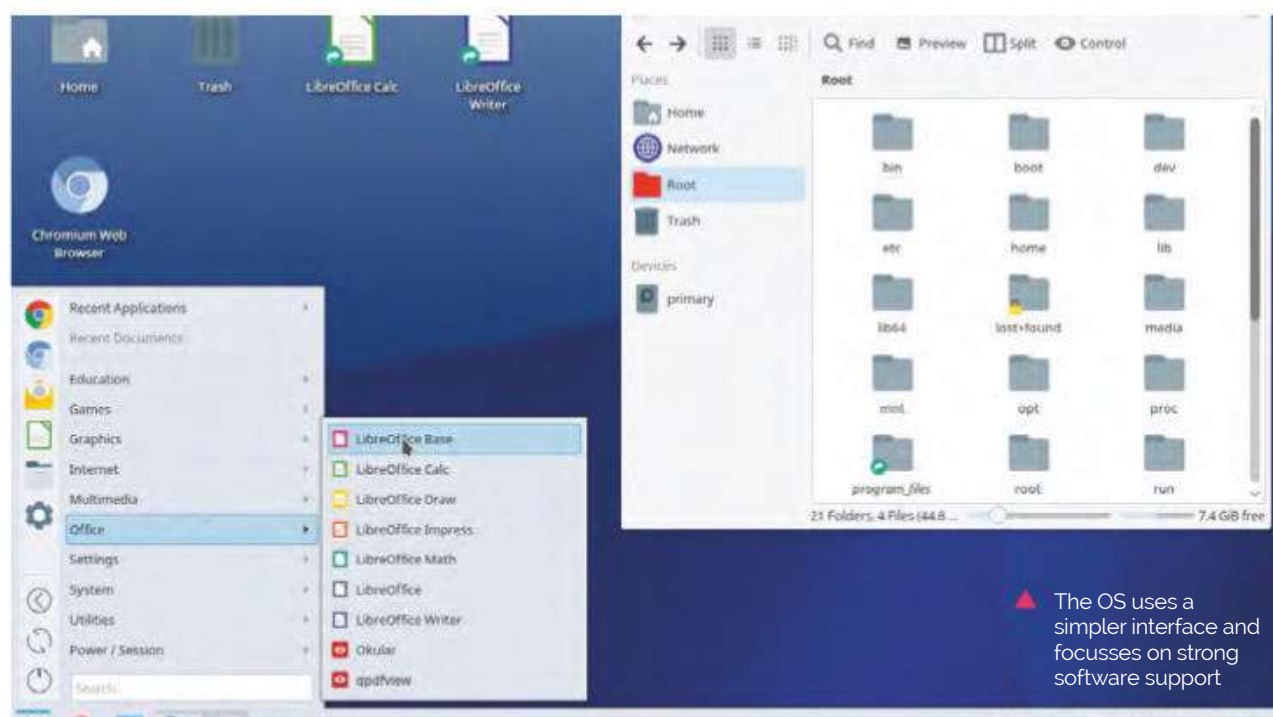 Home
Trash
LibreOffice Calc
LibreOffice
Writer
Chromium Web
Browser
Recent Applications
Recent Documents
Education
Games
Graphics
Internet
Multimedia
Office
Settings
System
Utilities
Power / Session
Search
LibreOffice Base
LibreOffice Calc
LibreOffice Draw
LibreOffice Impress
LibreOffice Math
LibreOffice
LibreOffice Writer
Okular
qpdfview
Find
Preview
Split
Control
Places
Home
Network
Root
Trash
Devices
primary
Root
bin
boot
dev
etc
home
lib
lib64
lost+found
media
mnt
opt
proc
program_files
root
run
21 Folders, 4 Files (44.8 ...
7.4 GiB free
The OS uses a
simpler interface and
focusses on strong
software support